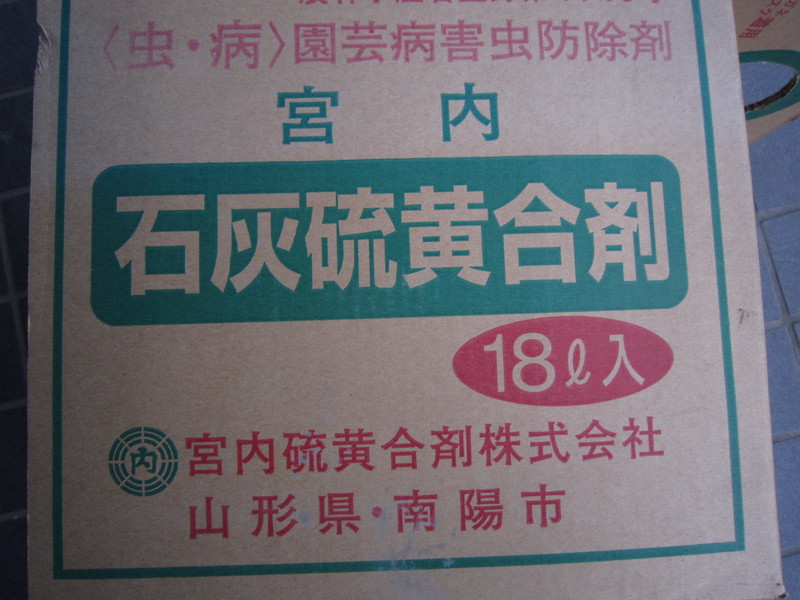 〈虫・病〉園芸病害虫防除剤
宮 内
石灰硫黄合剤
18ℓ入
内
宮内硫黄合剤株式会社
山形県・南陽市